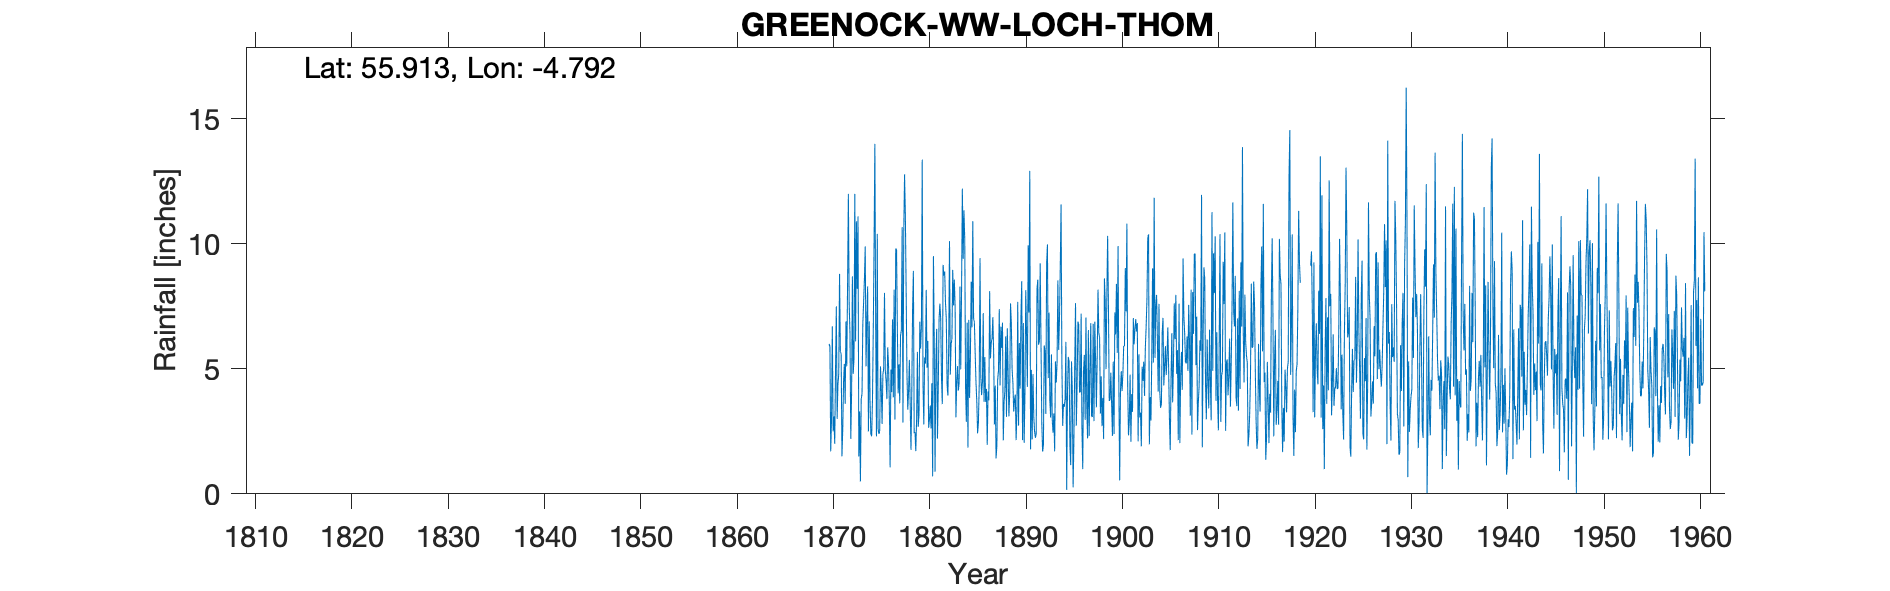 GREENOCK-WW-LOCH-THOM
Lat: 55.913, Lon: -4.792
15
10
5
0
Rainfall [inches]
1810 1820 1830 1840 1850 1860 1870 1880 1890 1900 1910 1920 1930 1940 1950 1960
Year